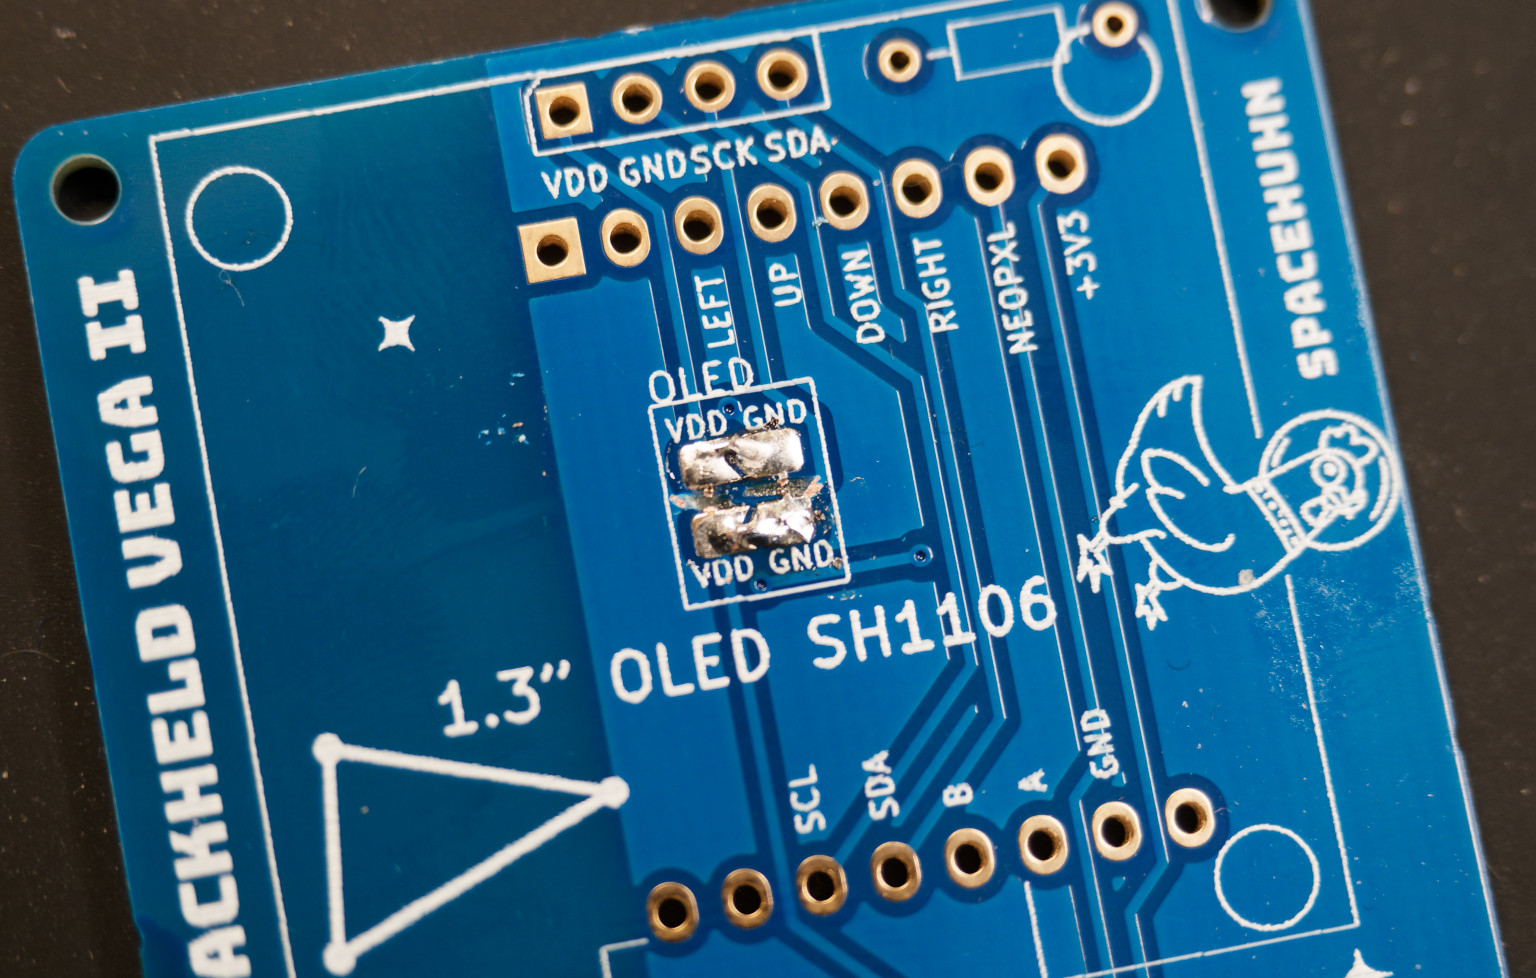 VDD GND SCK SDA
LEFT
UP
DOWN
RIGHT
NEOPXL
+3V3
SPACEHUHN
OLED
VDD GND
VDD GND
1.3" OLED SH1106
SCL
SDA
B
A
GND
ACKHELD VEGA II